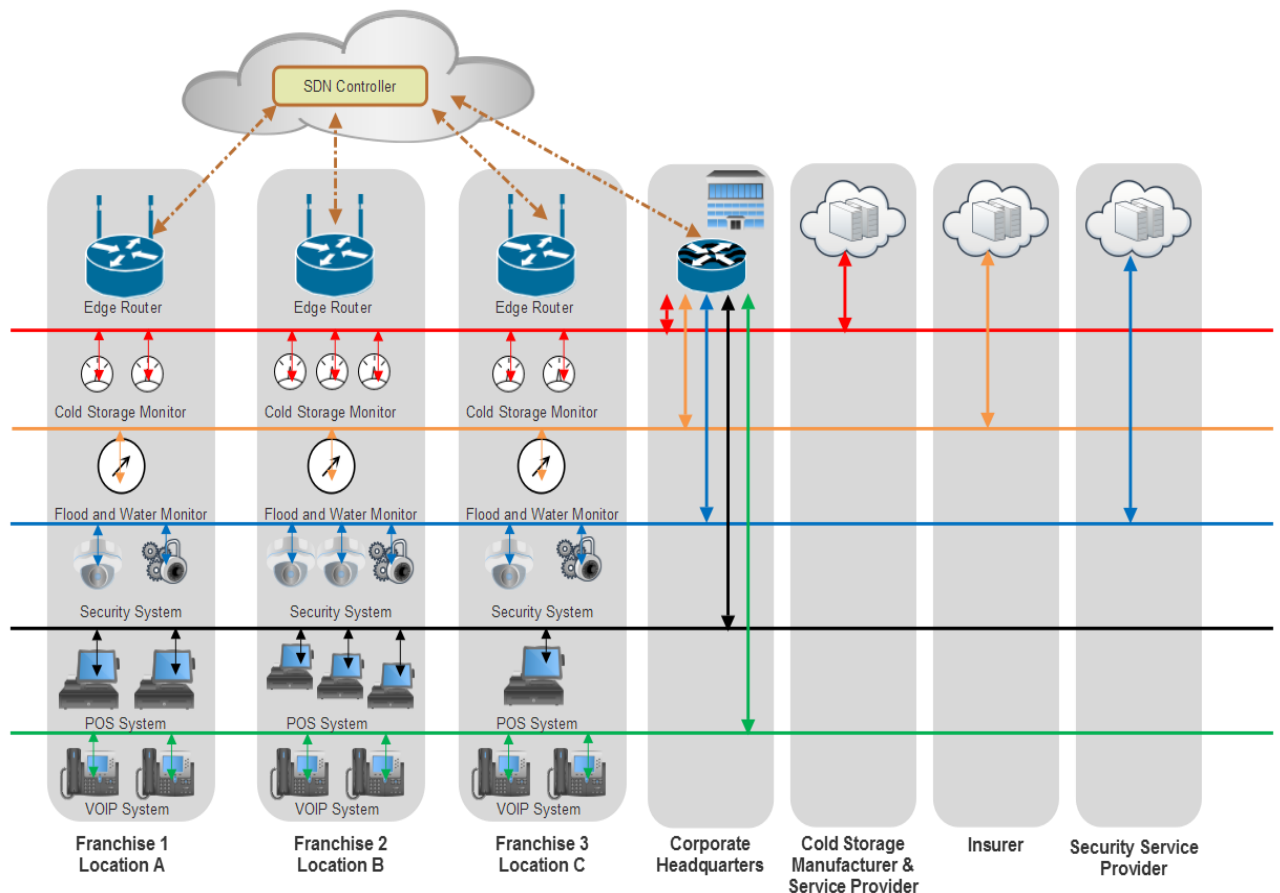 SDN Controller
Edge Router
Edge Router
Edge Router
Cold Storage Monitor
Cold Storage Monitor
Cold Storage Monitor
Flood and Water Monitor
Flood and Water Monitor
Flood and Water Monitor
Security System
Security System
Security System
POS System
POS System
POS System
VOIP System
VOIP System
VOIP System
Franchise 1
Location A
Franchise 2
Location B
Franchise 3
Location C
Corporate
Headquarters
Cold Storage
Manufacturer &
Service Provider
Insurer
Security Service
Provider